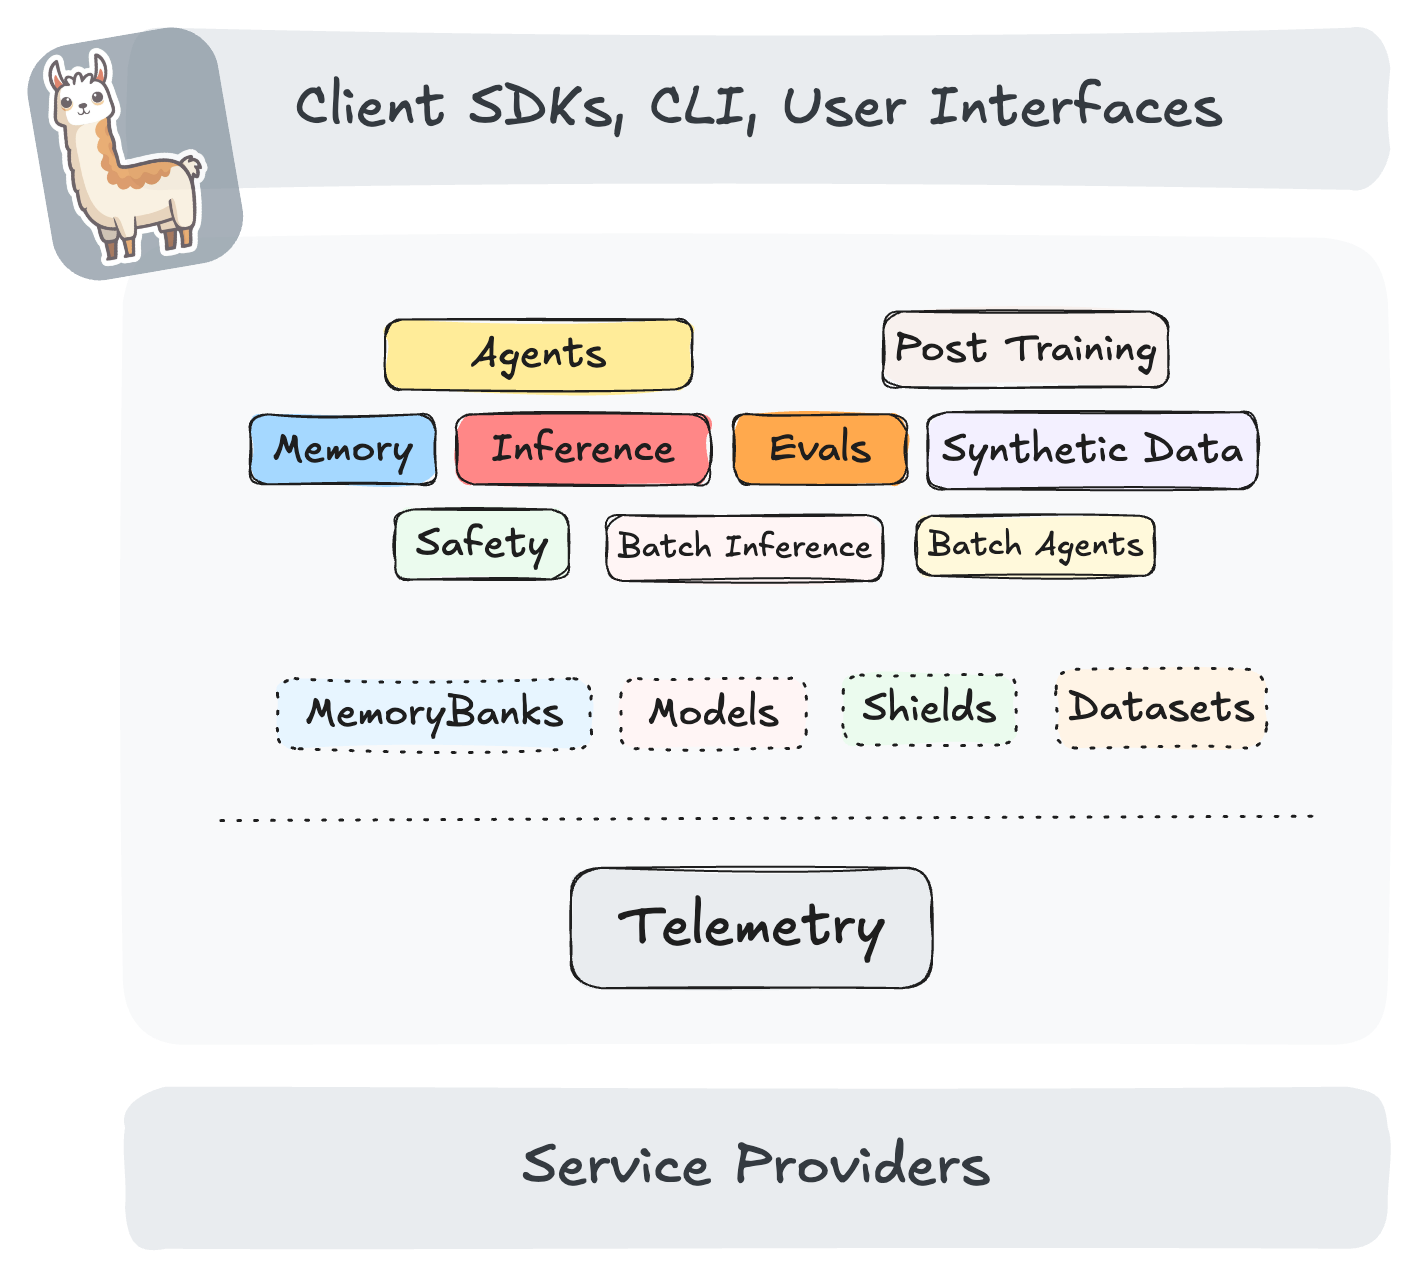 Client SDKs, CLI, User Interfaces
Agents
Post Training
Memory
Inference
Evals
Synthetic Data
Safety
Batch Inference
Batch Agents
MemoryBanks
Models
Shields
Datasets
Telemetry
Service Providers